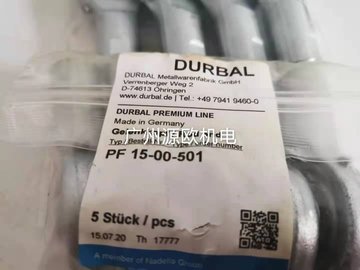 DURBAL
DURBAL Metallwarenfabrik GmbH
Verrenberger Weg 2
D-74613 Öhringen
www.durbal.de | Tel.: +49 7941 9460-0
DURBAL PREMIUM LINE
Made in Germany
广州源欧机电
PF 15-00-501
5 Stück / pcs
15.07.20 Th 17777
A member of Nadella Group